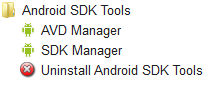 Android SDK Tools
AVD Manager
SDK Manager
Uninstall Android SDK Tools